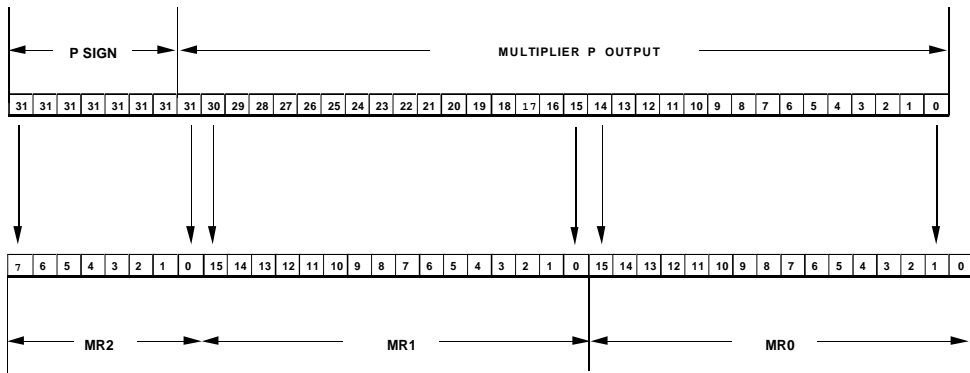 P SIGN MULTIPLIER P OUTPUT
31 31 31 31 31 31 31 31 30 29 28 27 26 25 24 23 22 21 20 19 18 17 16 15 14 13 12 11 10 9 8 7 6 5 4 3 2 1 0
7 6 5 4 3 2 1 0 15 14 13 12 11 10 9 8 7 6 5 4 3 2 1 0 15 14 13 12 11 10 9 8 7 6 5 4 3 2 1 0
MR2 MR1 MR0